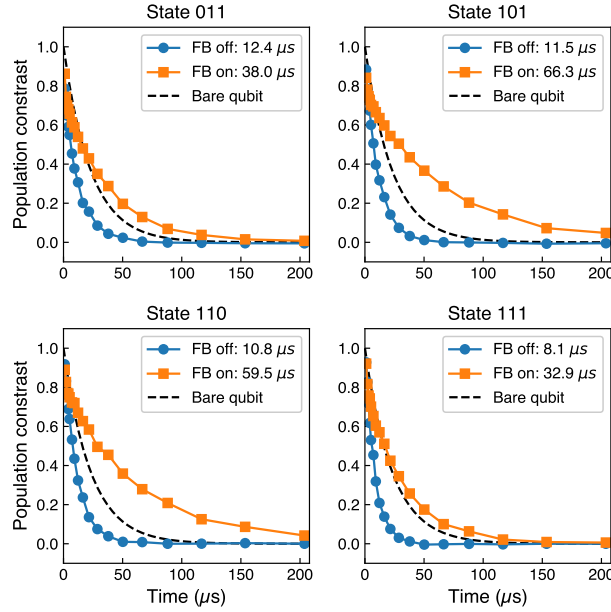 State 011
Population constrast
1.0
0.8
0.6
0.4
0.2
0.0
0
50
100
150
200
FB off: 12.4 μs
FB on: 38.0 μs
Bare qubit
State 101
1.0
0.8
0.6
0.4
0.2
0.0
0
50
100
150
200
FB off: 11.5 μs
FB on: 66.3 μs
Bare qubit
State 110
Population constrast
1.0
0.8
0.6
0.4
0.2
0.0
0
50
100
150
200
Time (μs)
FB off: 10.8 μs
FB on: 59.5 μs
Bare qubit
State 111
1.0
0.8
0.6
0.4
0.2
0.0
0
50
100
150
200
Time (μs)
FB off: 8.1 μs
FB on: 32.9 μs
Bare qubit